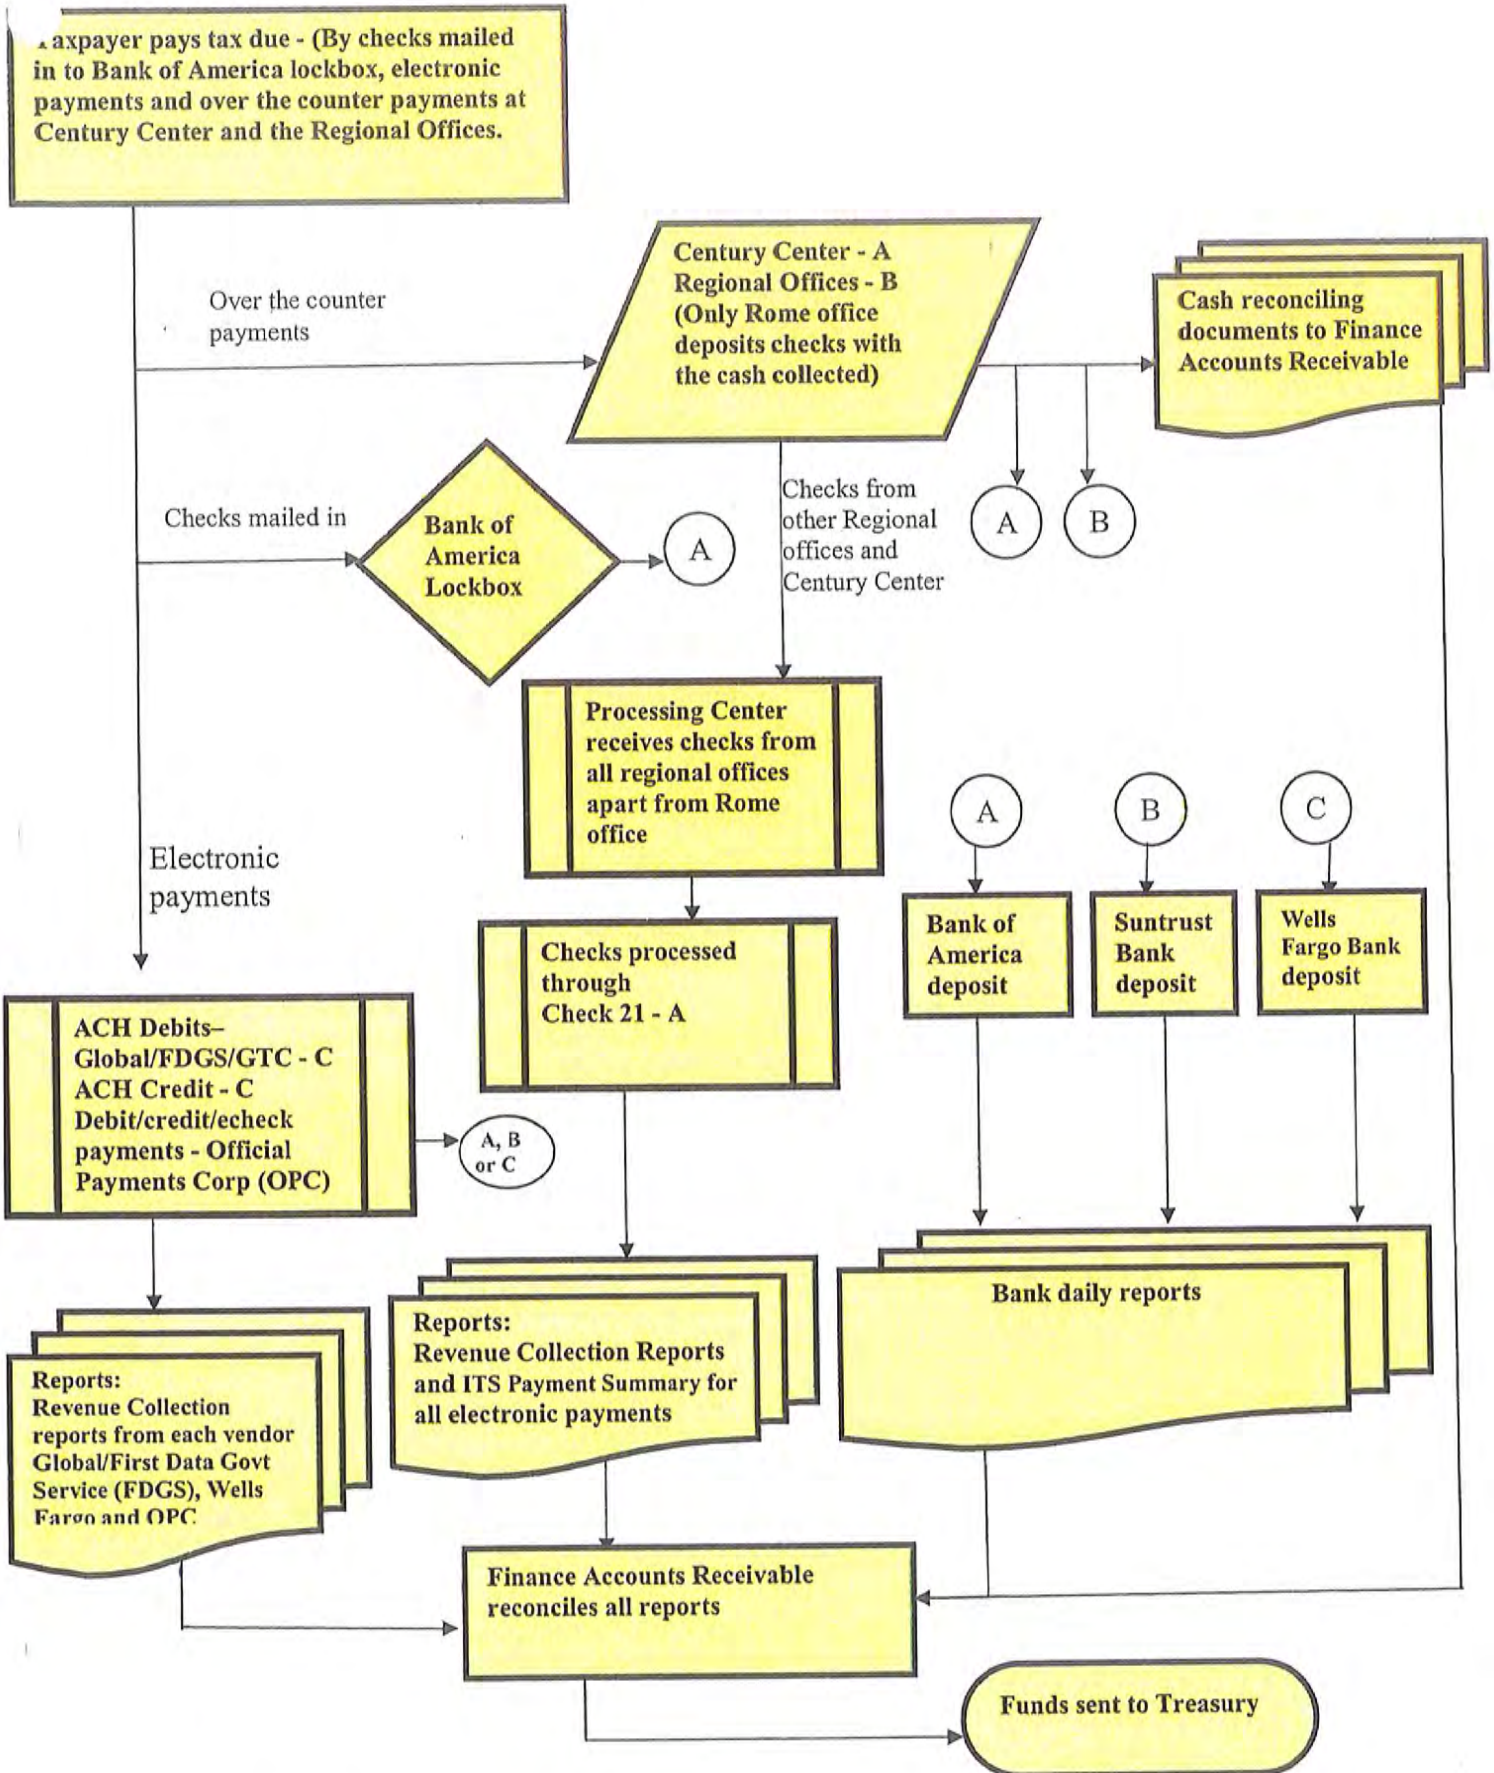 Taxpayer pays tax due - (By checks mailed
in to Bank of America lockbox, electronic
payments and over the counter payments at
Century Center and the Regional Offices.
Century Center - A
Regional Offices - B
(Only Rome office
deposits checks with
the cash collected)
Cash reconciling
documents to Finance
Accounts Receivable
Over the counter
payments
Checks mailed in
Bank of
America
Lockbox
A
Checks from
other Regional
offices and
Century Center
A
B
Processing Center
receives checks from
all regional offices
apart from Rome
office
Electronic
payments
A
B
C
Bank of
America
deposit
Suntrust
Bank
deposit
Wells
Fargo Bank
deposit
Checks processed
through
Check 21 - A
ACH Debits–
Global/FDGS/GTC - C
ACH Credit - C
Debit/credit/echeck
payments - Official
Payments Corp (OPC)
A, B
or C
Reports:
Revenue Collection
reports from each vendor
Global/First Data Govt
Service (FDGS), Wells
Fargo and OPC.
Reports:
Revenue Collection Reports
and ITS Payment Summary for
all electronic payments
Bank daily reports
Finance Accounts Receivable
reconciles all reports
Funds sent to Treasury